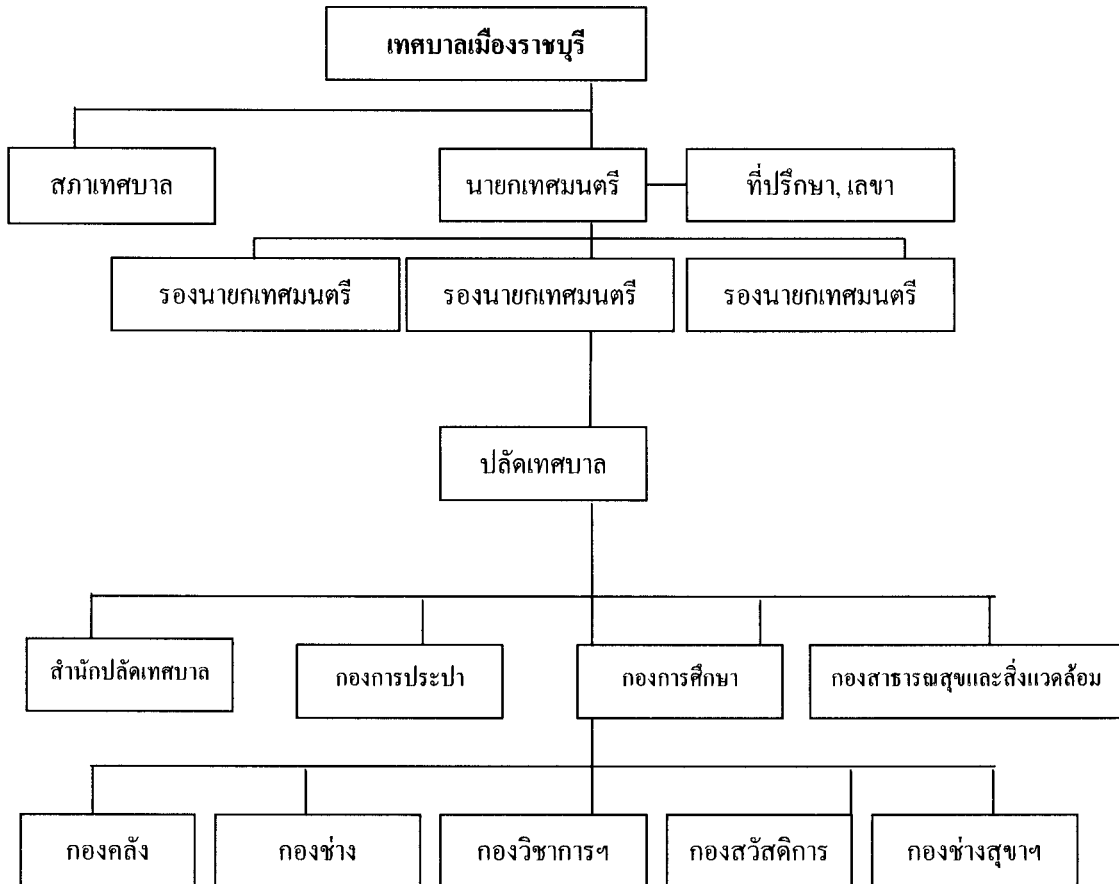 เทศบาลเมืองราชบุรี
สภาเทศบาล
นายกเทศมนตรี
ที่ปรึกษา, เลขา
รองนายกเทศมนตรี
รองนายกเทศมนตรี
รองนายกเทศมนตรี
ปลัดเทศบาล
สำนักปลัดเทศบาล
กองการประปา
กองการศึกษา
กองสาธารณสุขและสิ่งแวดล้อม
กองคลัง
กองช่าง
กองวิชาการฯ
กองสวัสดิการ
กองช่างสุขาฯ